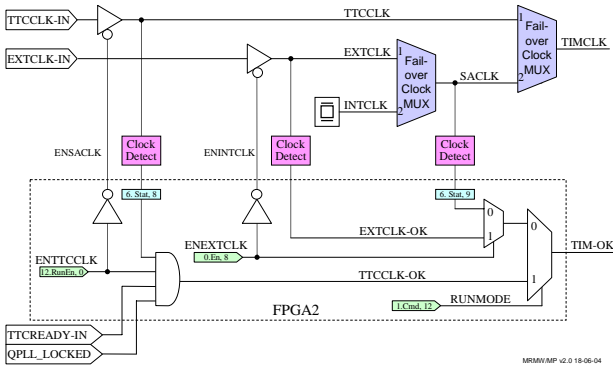 TTCCLK-IN
TTCCLK
1
Fail-
over
Clock
MUX
2
TIMCLK
EXTCLK-IN
EXTCLK
1
Fail-
over
Clock
MUX
2
SACLK
INTCLK
ENSACLK
Clock
Detect
ENINTCLK
Clock
Detect
Clock
Detect
6. Stat, 8
6. Stat, 9
0
1
0
1
EXTCLK-OK
ENEXTCLK
0.En, 8
TIM-OK
ENTTCCLK
12.RunEn, 0
TTCCLK-OK
RUNMODE
1.Cmd, 12
FPGA2
TTCREADY-IN
QPLL_LOCKED
MRMW/MP v2.0 18-06-04